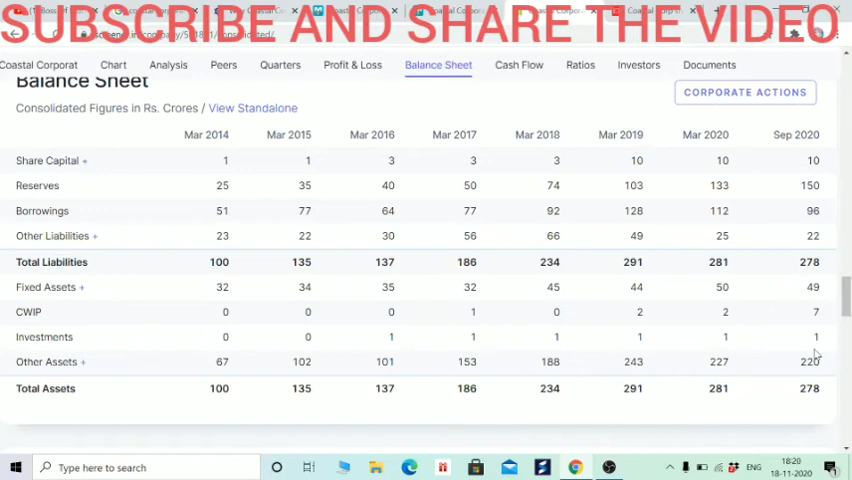 SUBSCRIBE AND SHARE THE VIDEO
Coastal Corporat Chart Analysis Peers Quarters Profit & Loss Balance Sheet Cash Flow Ratios Investors Documents
Balance Sheet
CORPORATE ACTIONS
Consolidated Figures in Rs. Crores / View Standalone
Mar 2014 Mar 2015 Mar 2016 Mar 2017 Mar 2018 Mar 2019 Mar 2020 Sep 2020
Share Capital + 1 1 3 3 3 10 10 10
Reserves 25 35 40 50 74 103 133 150
Borrowings 51 77 64 77 92 128 112 96
Other Liabilities + 23 22 30 56 66 49 25 22
Total Liabilities 100 135 137 186 234 291 281 278
Fixed Assets + 32 34 35 32 45 44 50 49
CWIP 0 0 0 1 0 2 2 7
Investments 0 0 1 1 1 1 1 1
Other Assets + 67 102 101 153 188 243 227 220
Total Assets 100 135 137 186 234 291 281 278
Type here to search
ENG
18:20
18-11-2020